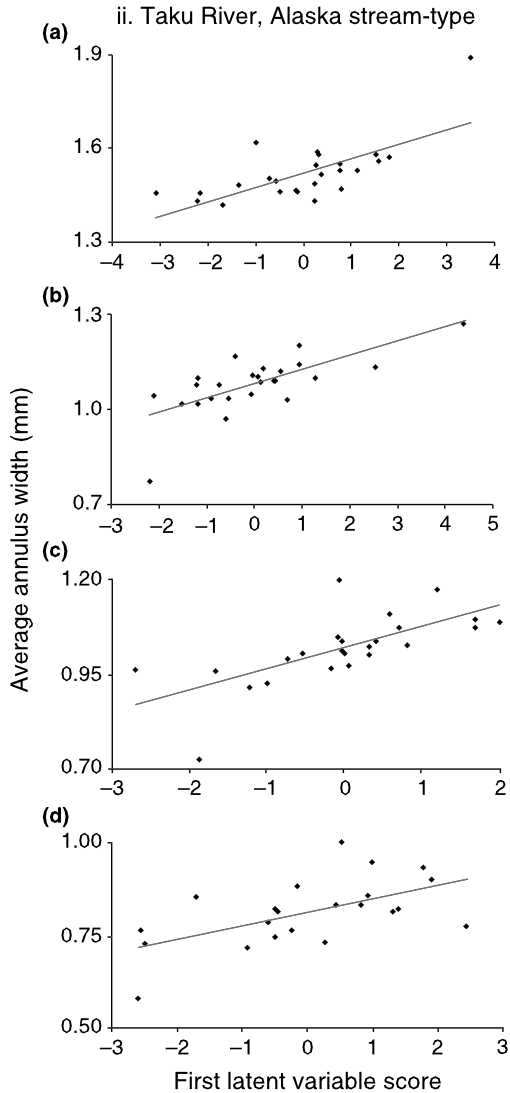 ii. Taku River, Alaska stream-type
(a)
1.9
1.6
1.3
−4 −3 −2 −1 0 1 2 3 4
(b)
1.3
1.0
0.7
−3 −2 −1 0 1 2 3 4 5
Average annulus width (mm)
(c)
1.20
0.95
0.70
−3 −2 −1 0 1 2
(d)
1.00
0.75
0.50
−3 −2 −1 0 1 2 3
First latent variable score